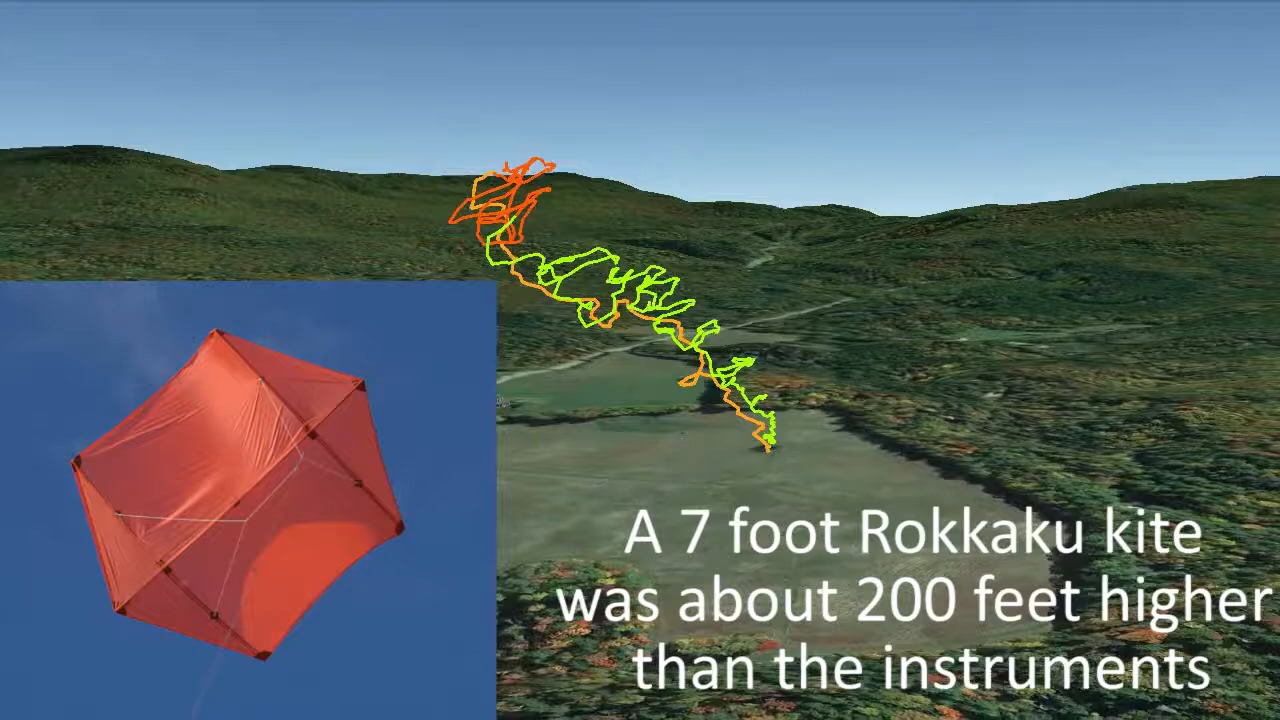 A 7 foot Rokkaku kite
was about 200 feet higher
than the instruments